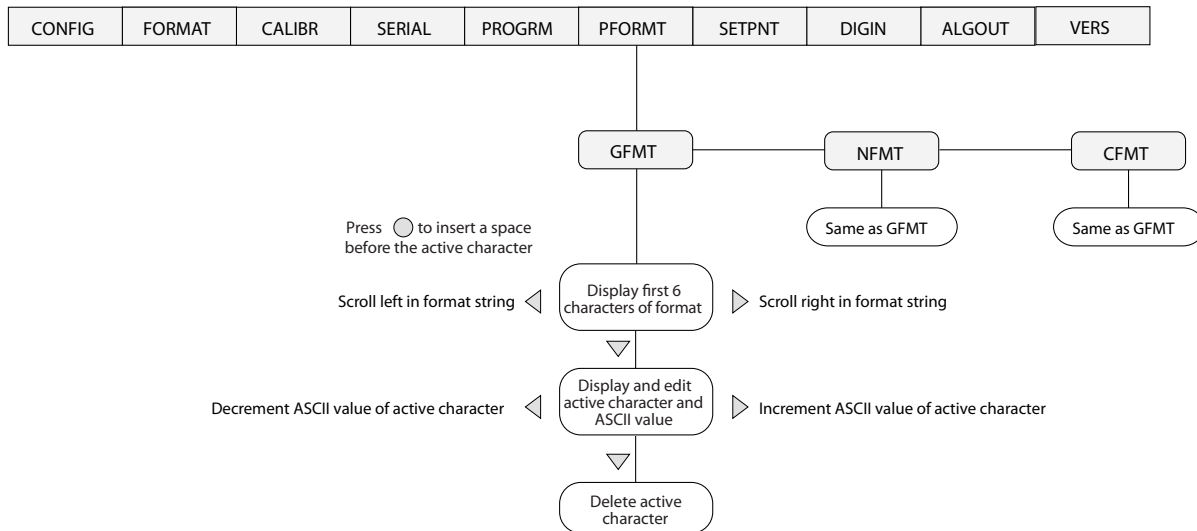 CONFIG FORMAT CALIBR SERIAL PROGRM PFORMT SETPNT DIGIN ALGOUT VERS
GFMT NFMT CFMT
Same as GFMT Same as GFMT
Press to insert a space
before the active character
Scroll left in format string
Display first 6
characters of format
Scroll right in format string
Decrement ASCII value of active character
Display and edit
active character and
ASCII value
Increment ASCII value of active character
Delete active
character